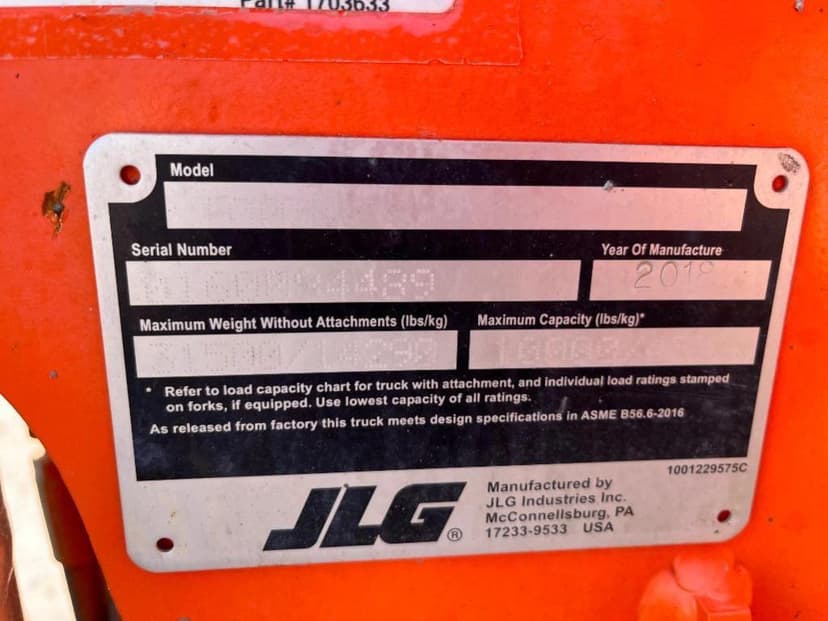 Part# 1703633
Model
Serial Number
Year Of Manufacture
2018
Maximum Weight Without Attachments (lbs/kg)
Maximum Capacity (lbs/kg)*
* Refer to load capacity chart for truck with attachment, and individual load ratings stamped
on forks, if equipped. Use lowest capacity of all ratings.
As released from factory this truck meets design specifications in ASME B56.6-2016
1001229575C
JLG®
Manufactured by
JLG Industries Inc.
McConnellsburg, PA
17233-9533 USA